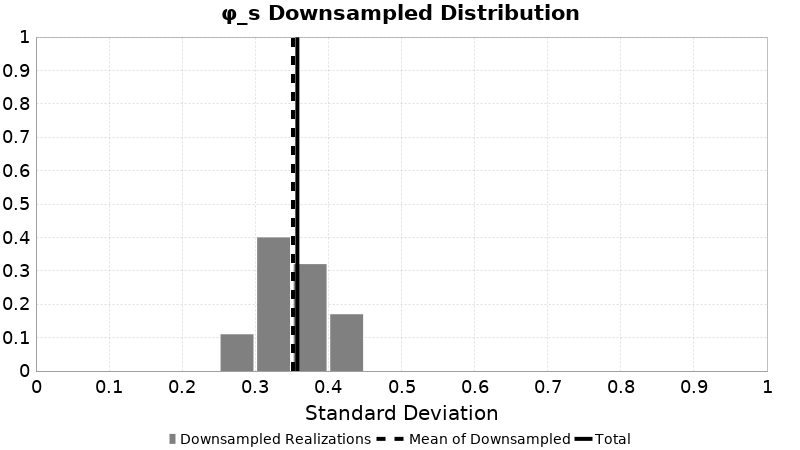 φ_s Downsampled Distribution
1
0.9
0.8
0.7
0.6
0.5
0.4
0.3
0.2
0.1
0
0 0.1 0.2 0.3 0.4 0.5 0.6 0.7 0.8 0.9 1
Standard Deviation
Downsampled Realizations Mean of Downsampled Total